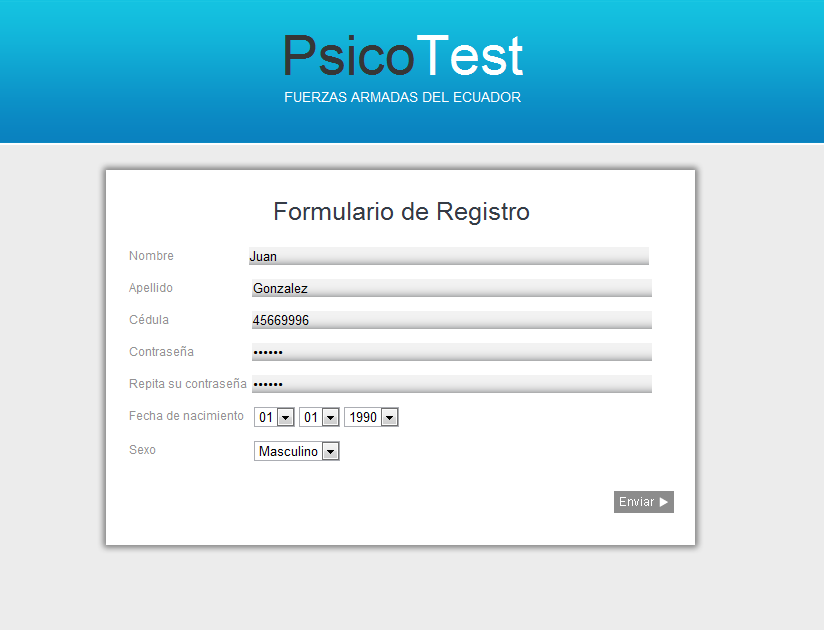 PsicoTest
FUERZAS ARMADAS DEL ECUADOR
Formulario de Registro
Nombre Juan
Apellido Gonzalez
Cédula 45669996
Contraseña ••••••
Repita su contraseña ••••••
Fecha de nacimiento 01 01 1990
Sexo Masculino
Enviar